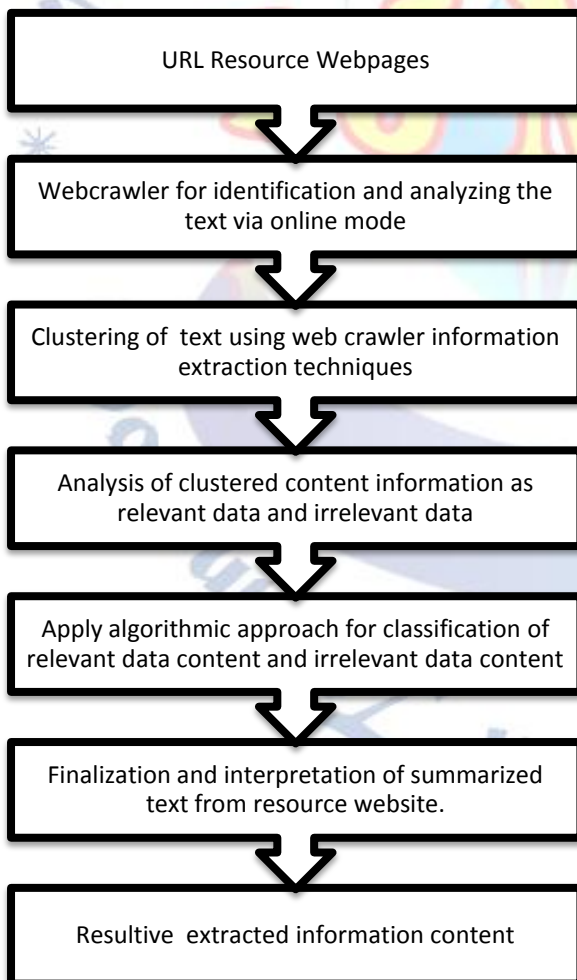 URL Resource Webpages
Webcrawler for identification and analyzing the
text via online mode
Clustering of  text using web crawler information
extraction techniques
Analysis of clustered content information as
relevant data and irrelevant data
Apply algorithmic approach for classification of
relevant data content and irrelevant data content
Finalization and interpretation of summarized
text from resource website.
Resultive  extracted information content